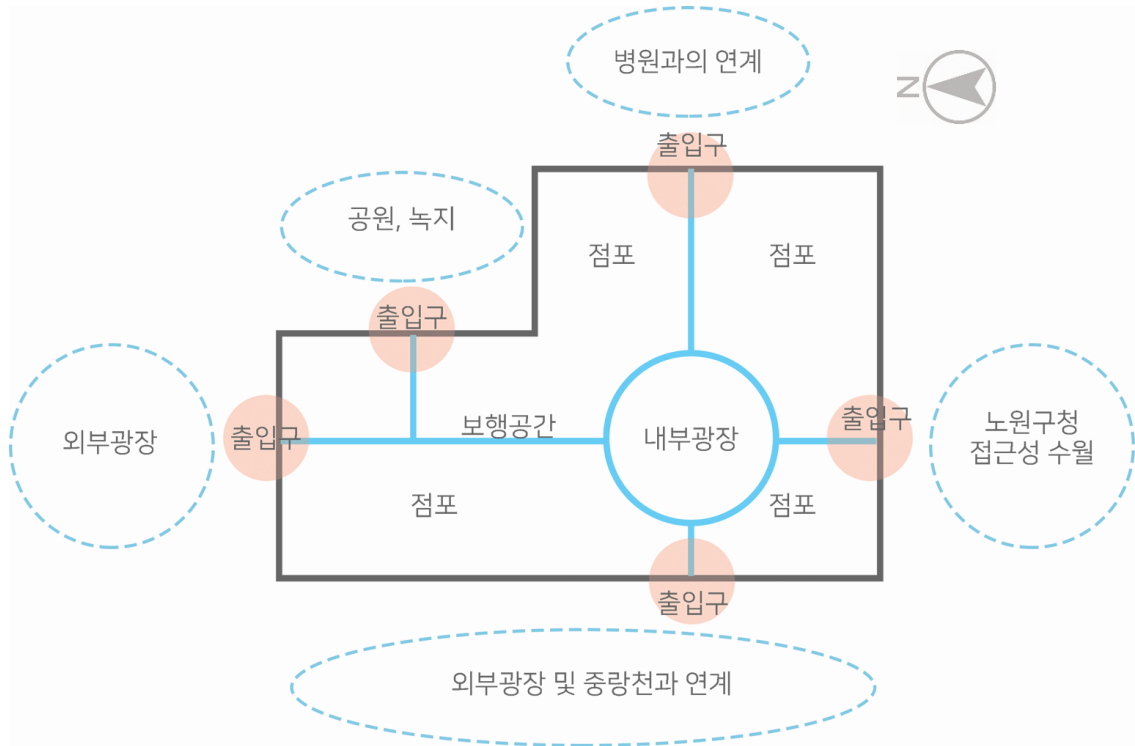 병원과의 연계
N
출입구
공원, 녹지
점포
점포
출입구
외부광장
출입구
보행공간
내부광장
출입구
노원구청
접근성 수월
점포
점포
출입구
외부광장 및 중랑천과 연계